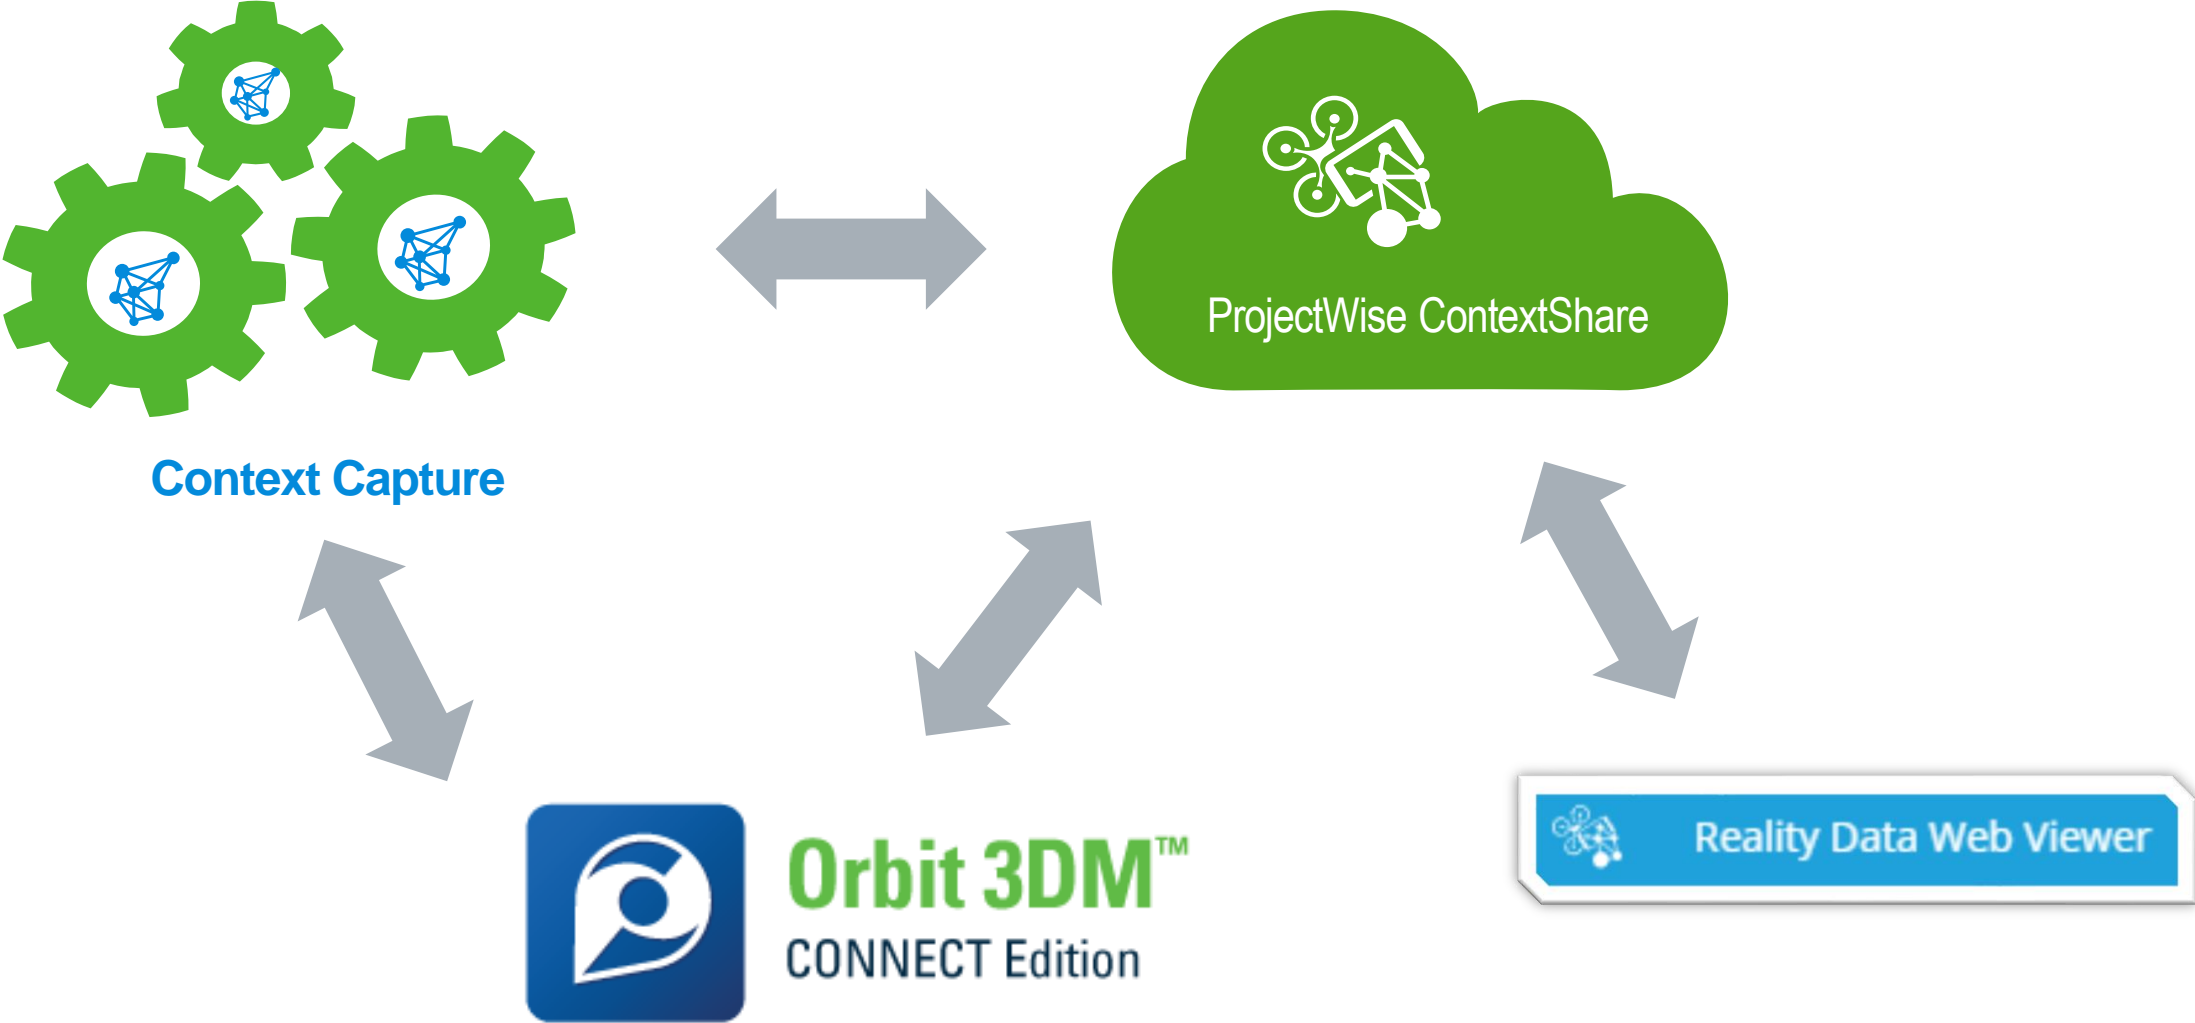 ProjectWise ContextShare
Context Capture
Orbit 3DM™
CONNECT Edition
Reality Data Web Viewer